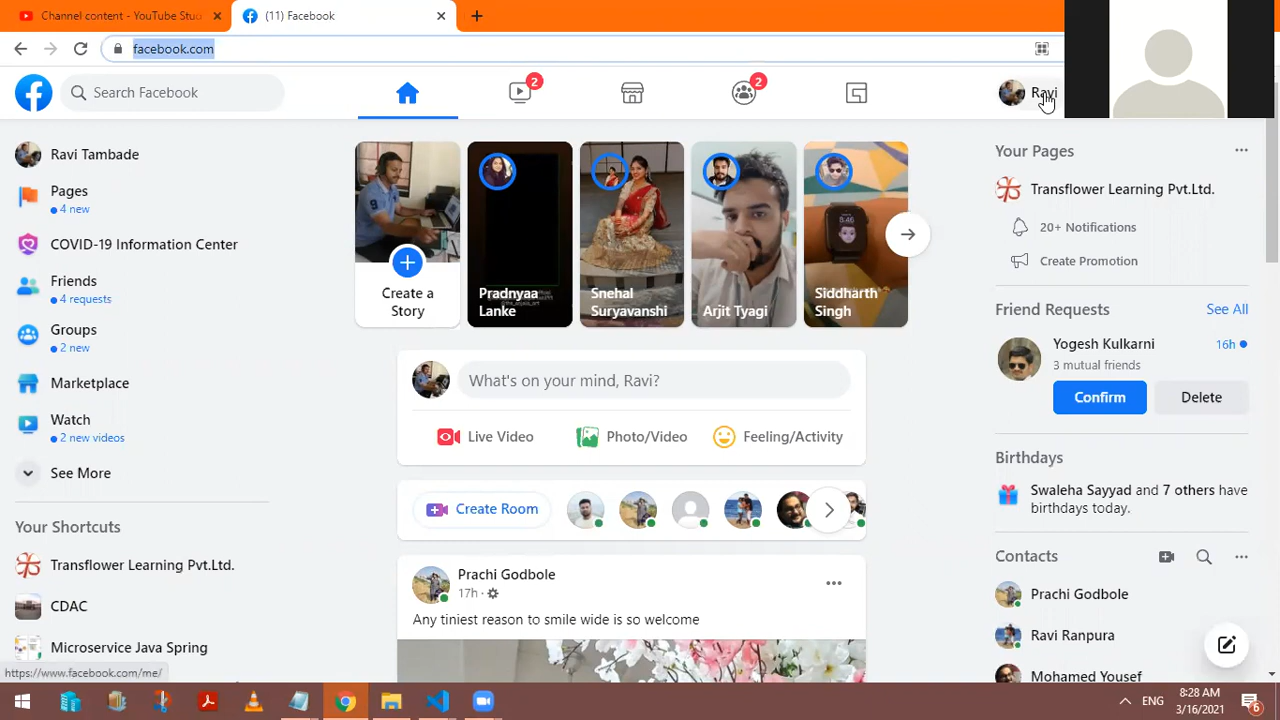 Channel content - YouTube Stu
(11) Facebook
facebook.com
Search Facebook
2
2
Ravi
Ravi Tambade
Pages
4 new
COVID-19 Information Center
Friends
4 requests
Groups
2 new
Marketplace
Watch
2 new videos
See More
Your Shortcuts
Transflower Learning Pvt.Ltd.
CDAC
Microservice Java Spring
https://www.facebook.com/me/
Create a
Story
Pradnyaa
Lanke
Snehal
Suryavanshi
Arjit Tyagi
5:46
Siddharth
Singh
What's on your mind, Ravi?
Live Video
Photo/Video
Feeling/Activity
Create Room
Prachi Godbole
17h ·
Any tiniest reason to smile wide is so welcome
Your Pages
Transflower Learning Pvt.Ltd.
20+ Notifications
Create Promotion
Friend Requests
See All
Yogesh Kulkarni
16h
3 mutual friends
Confirm
Delete
Birthdays
Swaleha Sayyad and 7 others have
birthdays today.
Contacts
Prachi Godbole
Ravi Ranpura
Mohamed Yousef
ENG
8:28 AM
3/16/2021
6